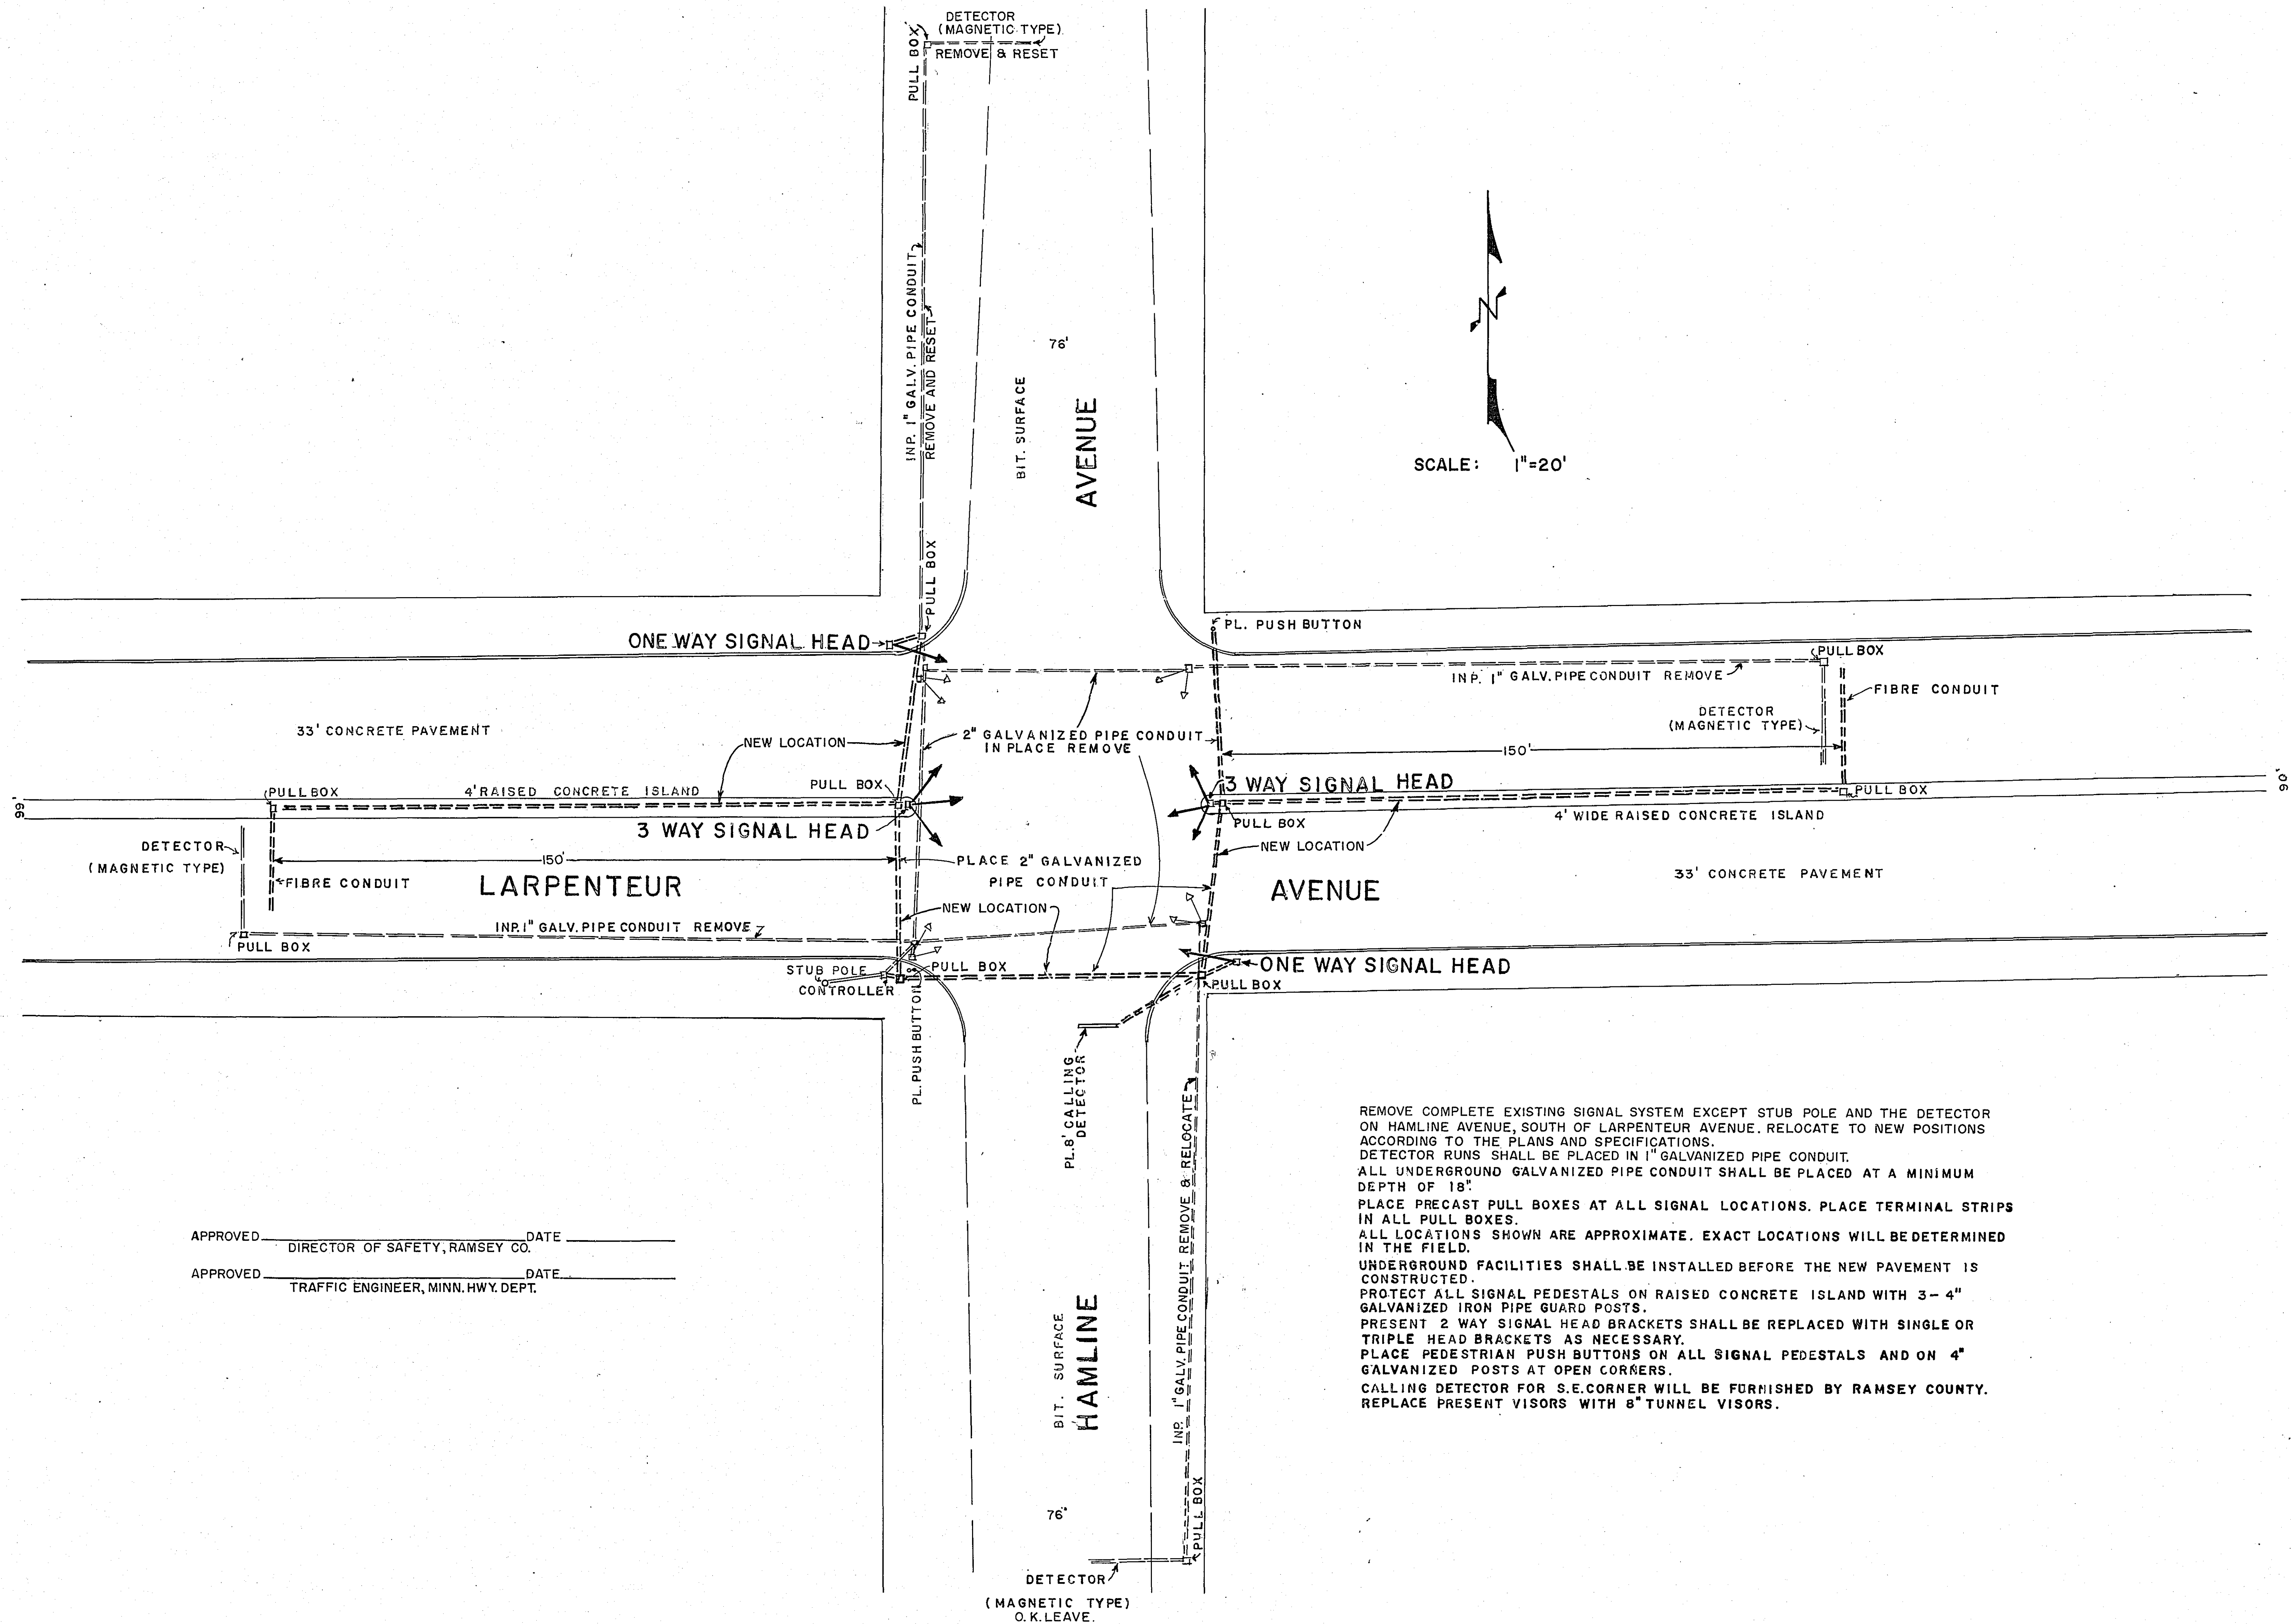 DETECTOR
(MAGNETIC TYPE)
REMOVE & RESET
PULL BOX
INP. 1" GALV. PIPE CONDUIT
REMOVE AND RESET
76'
BIT. SURFACE
AVENUE
N
SCALE: 1"=20'
PULL BOX
ONE WAY SIGNAL HEAD
PL. PUSH BUTTON
PULL BOX
INP. 1" GALV. PIPE CONDUIT REMOVE
FIBRE CONDUIT
DETECTOR
(MAGNETIC TYPE)
33' CONCRETE PAVEMENT
NEW LOCATION
2" GALVANIZED PIPE CONDUIT
IN PLACE REMOVE
150'
PULL BOX
4' RAISED CONCRETE ISLAND
PULL BOX
3 WAY SIGNAL HEAD
PULL BOX
3 WAY SIGNAL HEAD
PULL BOX
4' WIDE RAISED CONCRETE ISLAND
DETECTOR
(MAGNETIC TYPE)
NEW LOCATION
150'
PLACE 2" GALVANIZED
PIPE CONDUIT
FIBRE CONDUIT
LARPENTEUR
AVENUE
33' CONCRETE PAVEMENT
NEW LOCATION
INP. 1" GALV. PIPE CONDUIT REMOVE
PULL BOX
STUB POLE
PULL BOX
ONE WAY SIGNAL HEAD
CONTROLLER
PULL BOX
PL. PUSH BUTTON
PL. 8' CALLING
DETECTOR
INP. 1" GALV. PIPE CONDUIT REMOVE & RELOCATE
REMOVE COMPLETE EXISTING SIGNAL SYSTEM EXCEPT STUB POLE AND THE DETECTOR
ON HAMLINE AVENUE, SOUTH OF LARPENTEUR AVENUE. RELOCATE TO NEW POSITIONS
ACCORDING TO THE PLANS AND SPECIFICATIONS.
DETECTOR RUNS SHALL BE PLACED IN 1" GALVANIZED PIPE CONDUIT.
ALL UNDERGROUND GALVANIZED PIPE CONDUIT SHALL BE PLACED AT A MINIMUM
DEPTH OF 18".
PLACE PRECAST PULL BOXES AT ALL SIGNAL LOCATIONS. PLACE TERMINAL STRIPS
IN ALL PULL BOXES.
ALL LOCATIONS SHOWN ARE APPROXIMATE. EXACT LOCATIONS WILL BE DETERMINED
IN THE FIELD.
UNDERGROUND FACILITIES SHALL BE INSTALLED BEFORE THE NEW PAVEMENT IS
CONSTRUCTED.
PROTECT ALL SIGNAL PEDESTALS ON RAISED CONCRETE ISLAND WITH 3-4"
GALVANIZED IRON PIPE GUARD POSTS.
PRESENT 2 WAY SIGNAL HEAD BRACKETS SHALL BE REPLACED WITH SINGLE OR
TRIPLE HEAD BRACKETS AS NECESSARY.
PLACE PEDESTRIAN PUSH BUTTONS ON ALL SIGNAL PEDESTALS AND ON 4"
GALVANIZED POSTS AT OPEN CORNERS.
CALLING DETECTOR FOR S.E. CORNER WILL BE FURNISHED BY RAMSEY COUNTY.
REPLACE PRESENT VISORS WITH 8" TUNNEL VISORS.
APPROVED DATE
DIRECTOR OF SAFETY, RAMSEY CO.
APPROVED DATE
TRAFFIC ENGINEER, MINN. HWY. DEPT.
BIT. SURFACE
HAMLINE
76'
PULL BOX
DETECTOR
(MAGNETIC TYPE)
O.K. LEAVE.